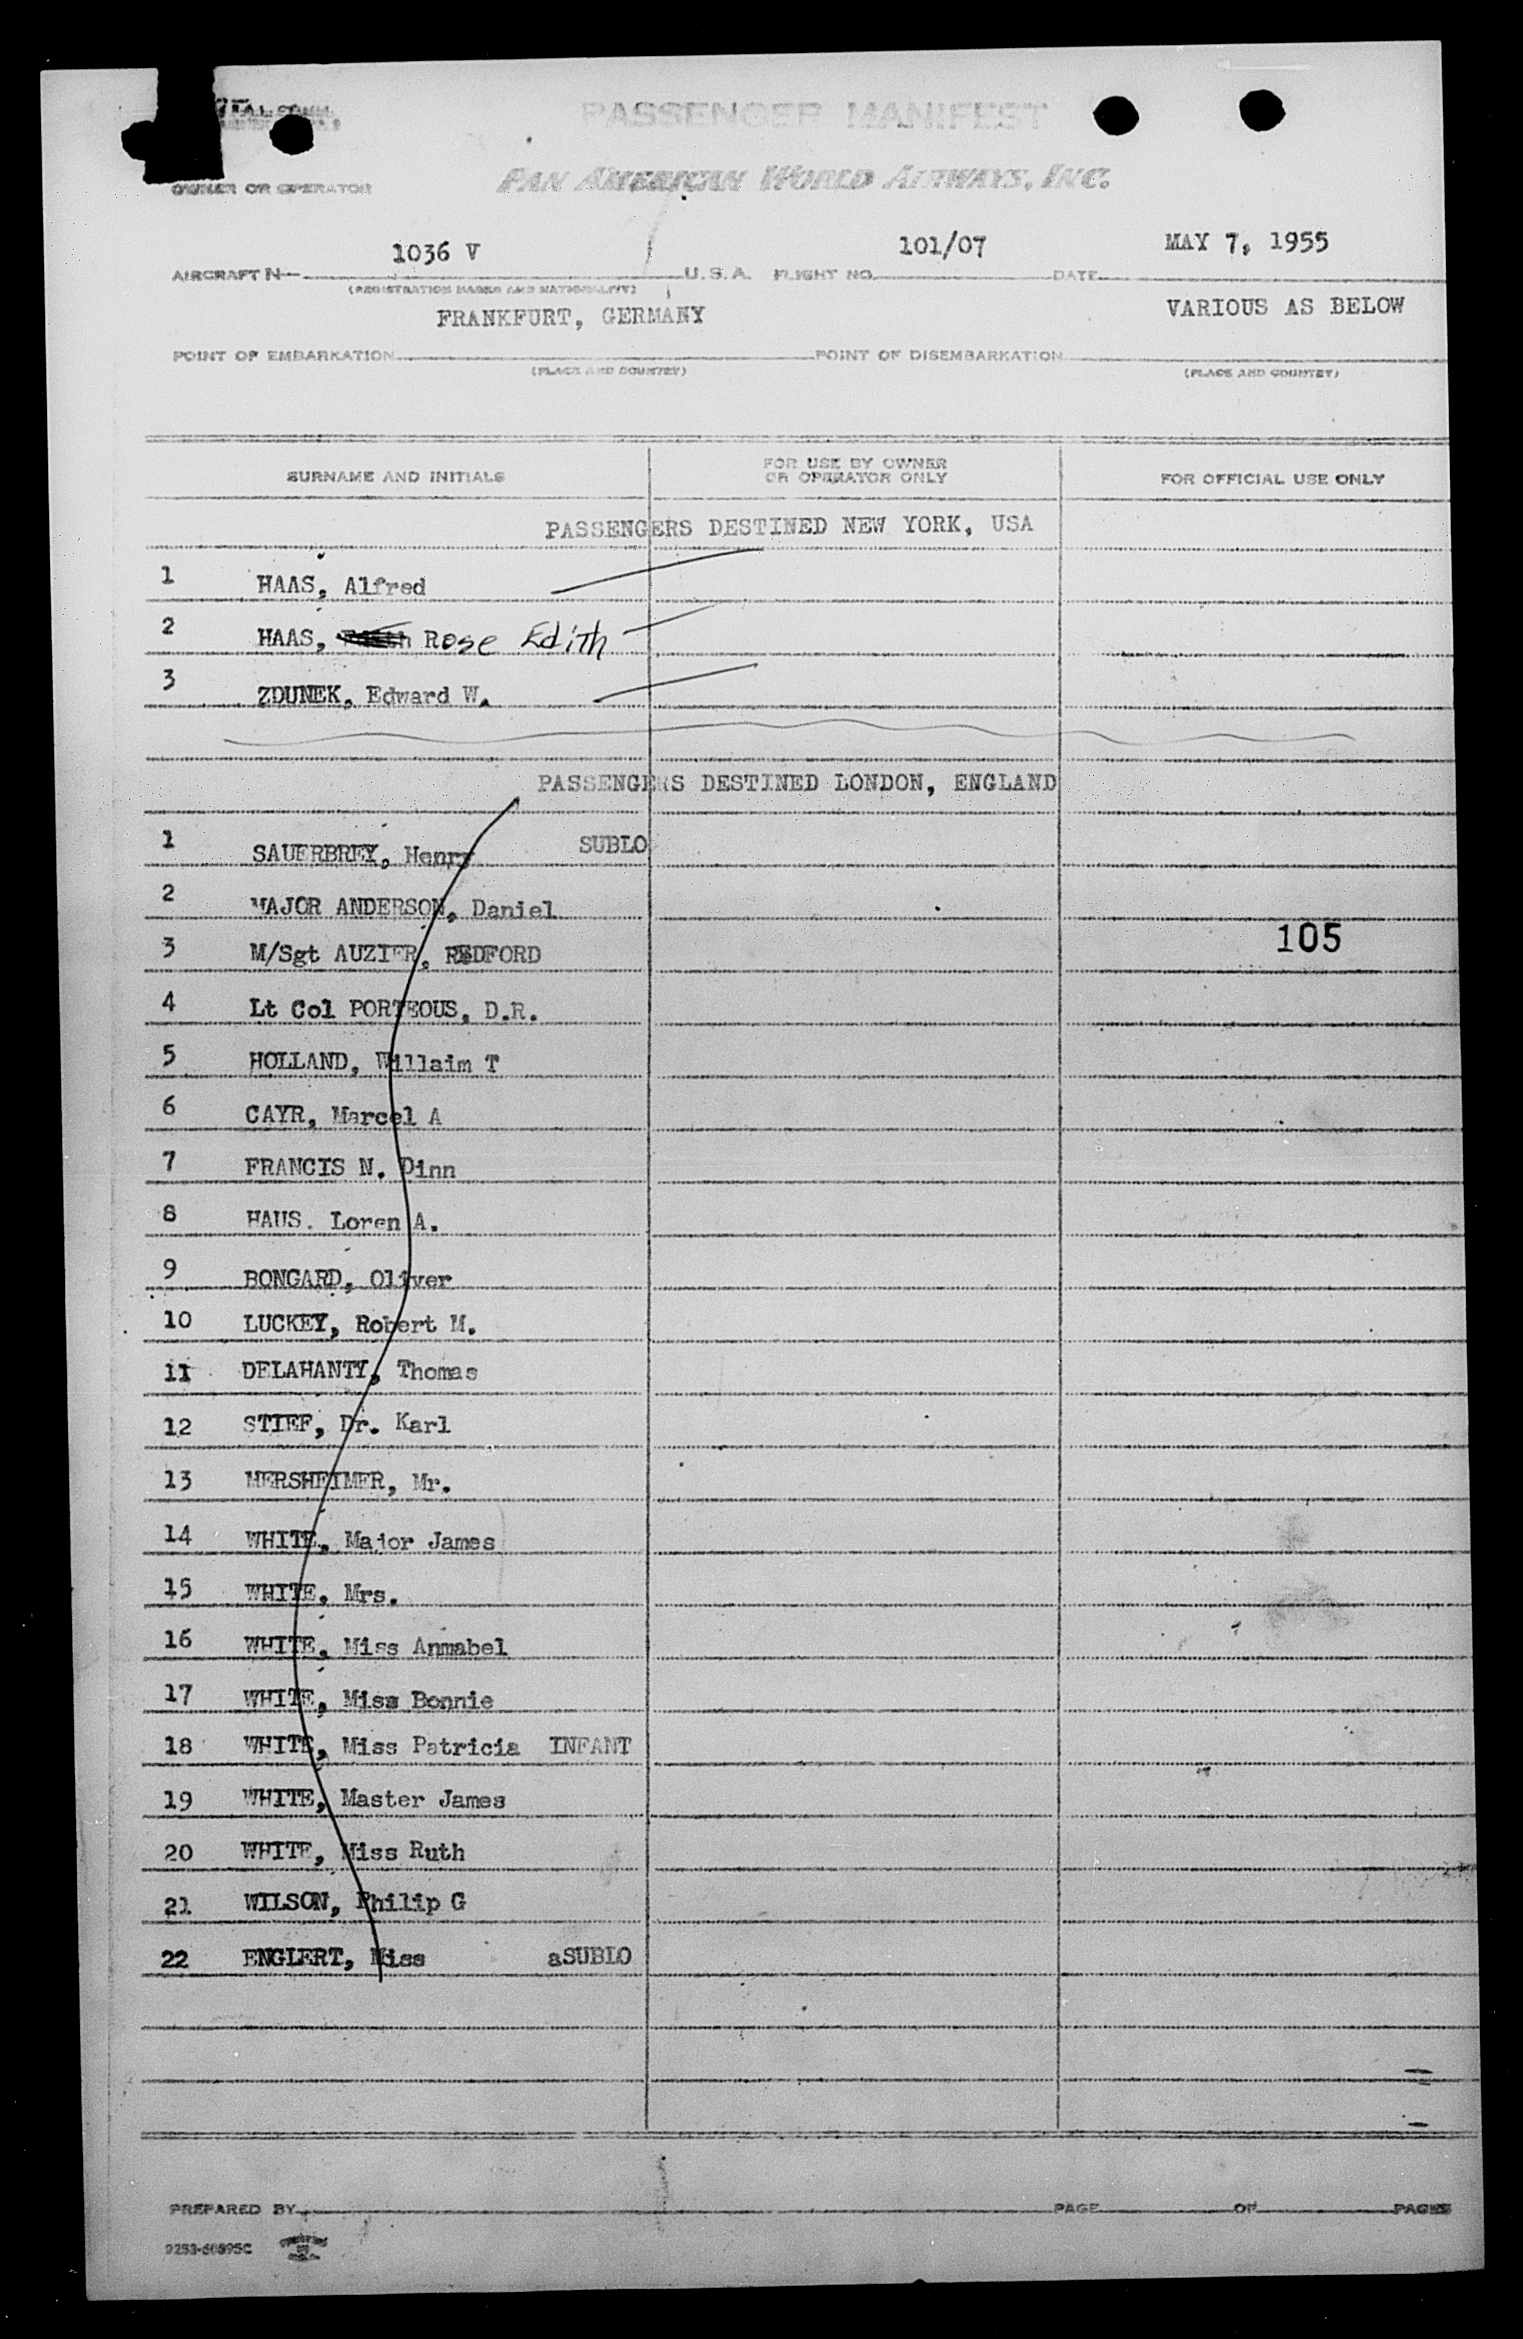 PASSENGER MANIFEST
OWNER OR OPERATOR PAN AMERICAN WORLD AIRWAYS, INC.
1036 V 101/07 MAY 7, 1955
AIRCRAFT N- U.S.A. FLIGHT NO. DATE
(REGISTRATION MARKS AND NATIONALITY)
FRANKFURT, GERMANY VARIOUS AS BELOW
POINT OF EMBARKATION POINT OF DISEMBARKATION
(PLACE AND COUNTRY) (PLACE AND COUNTRY)
SURNAME AND INITIALS FOR USE BY OWNER OR OPERATOR ONLY FOR OFFICIAL USE ONLY
PASSENGERS DESTINED NEW YORK, USA
1 HAAS, Alfred
2 HAAS, Rose Edith
3 ZDUNEK, Edward W.
PASSENGERS DESTINED LONDON, ENGLAND
1 SAUERBREY, Henry SUBLO
2 MAJOR ANDERSON, Daniel
3 M/Sgt AUZIER, REDFORD 105
4 Lt Col PORTEOUS, D.R.
5 HOLLAND, Willaim T
6 CAYR, Marcel A
7 FRANCIS N. Dinn
8 HAUS. Loren A.
9 BONGARD, Oliver
10 LUCKEY, Robert M.
11 DELAHANTY, Thomas
12 STIEF, Dr. Karl
13 MERSHEIMER, Mr.
14 WHITE, Major James
15 WHITE, Mrs.
16 WHITE, Miss Anmabel
17 WHITE, Miss Bonnie
18 WHITE, Miss Patricia INFANT
19 WHITE, Master James
20 WHITE, Miss Ruth
21 WILSON, Philip G
22 ENGLERT, Miss aSUBLO
PREPARED BY PAGE OF PAGES